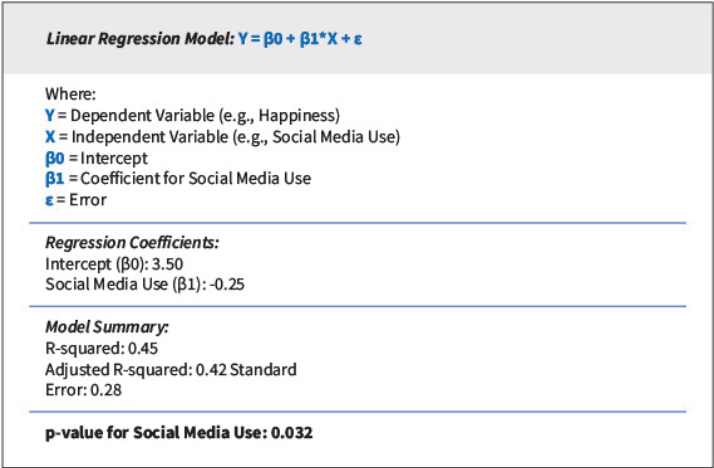 Linear Regression Model: Y = β0 + β1*X + ε
Where:
Y = Dependent Variable (e.g., Happiness)
X = Independent Variable (e.g., Social Media Use)
β0 = Intercept
β1 = Coefficient for Social Media Use
ε = Error
Regression Coefficients:
Intercept (β0): 3.50
Social Media Use (β1): -0.25
Model Summary:
R-squared: 0.45
Adjusted R-squared: 0.42 Standard
Error: 0.28
p-value for Social Media Use: 0.032